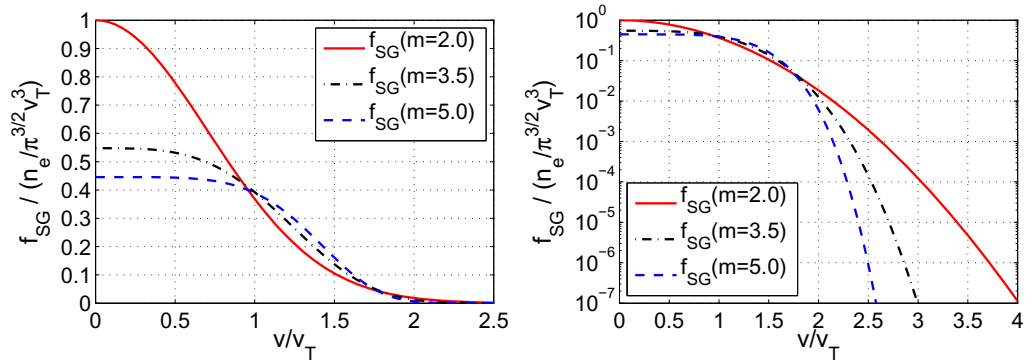 f_SG / (n_e/π^{3/2} v_T^3)
1
0.9
0.8
0.7
0.6
0.5
0.4
0.3
0.2
0.1
0
0 0.5 1 1.5 2 2.5
v/v_T
f_SG(m=2.0)
f_SG(m=3.5)
f_SG(m=5.0)
f_SG / (n_e/π^{3/2} v_T^3)
10^0
10^-1
10^-2
10^-3
10^-4
10^-5
10^-6
10^-7
0 0.5 1 1.5 2 2.5 3 3.5 4
v/v_T
f_SG(m=2.0)
f_SG(m=3.5)
f_SG(m=5.0)